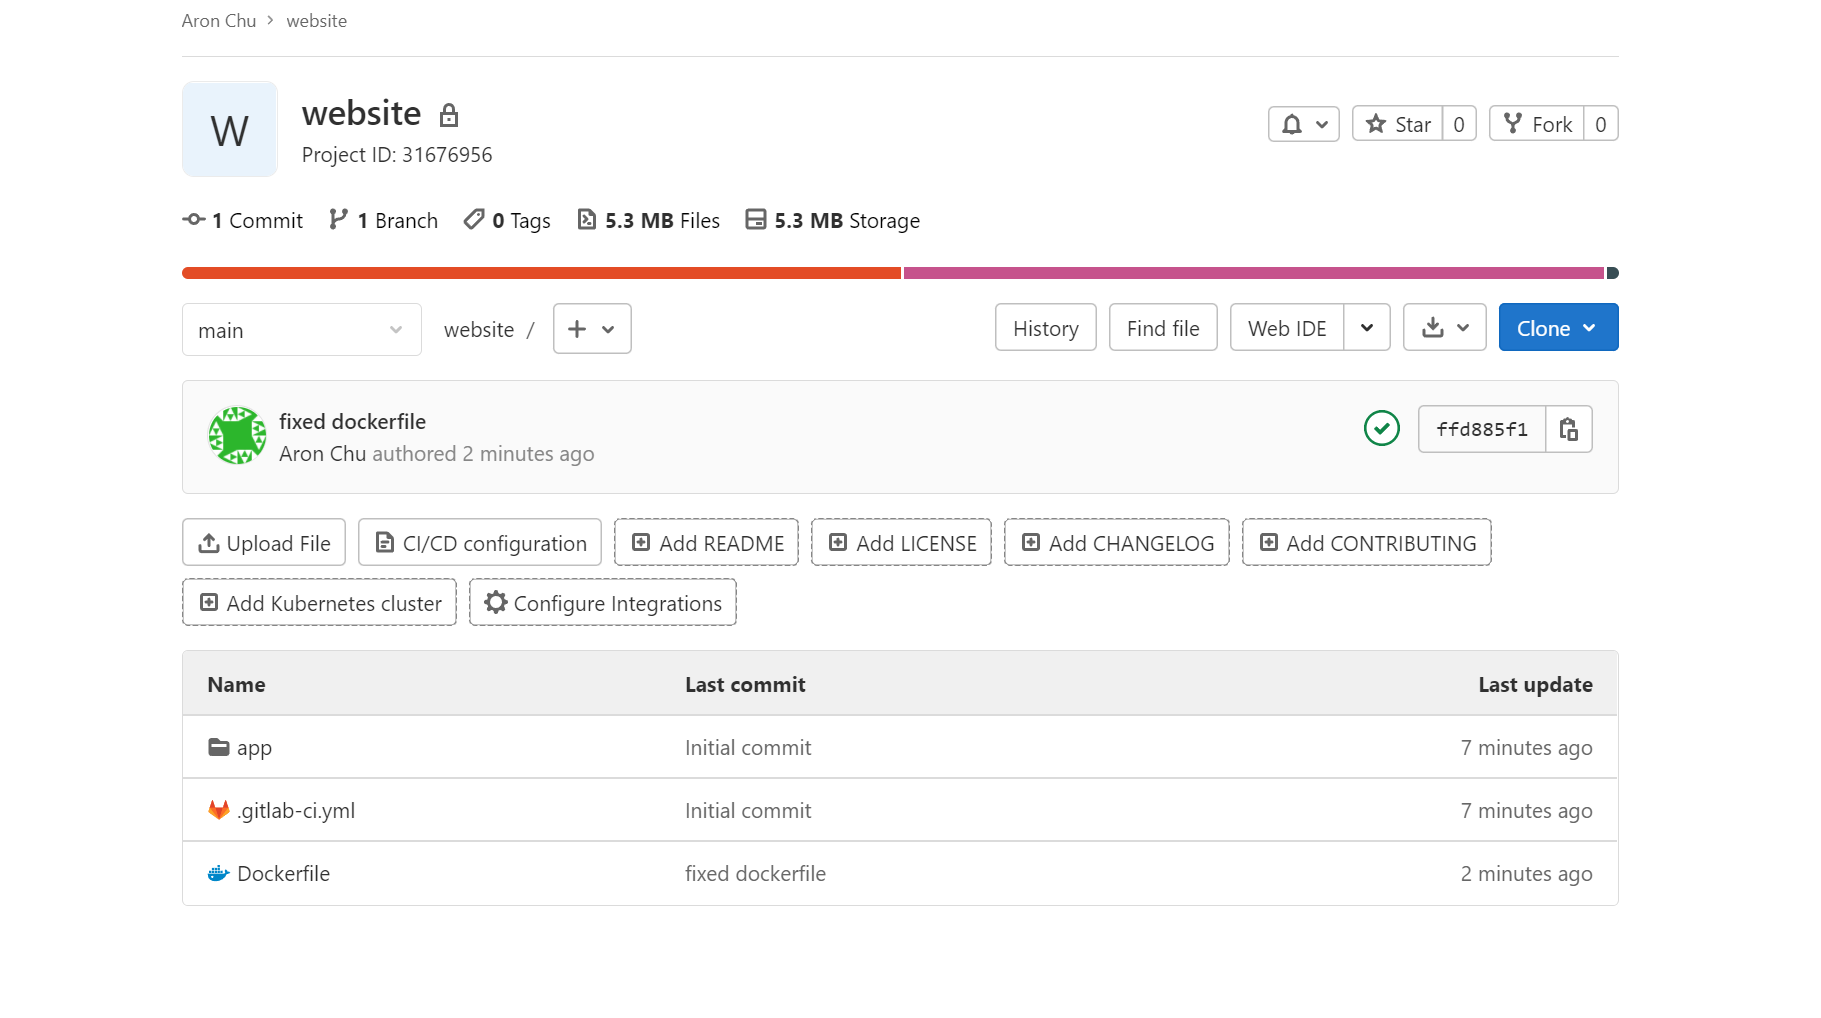 Aron Chu > website
W
website
Project ID: 31676956
Star 0
Fork 0
1 Commit 1 Branch 0 Tags 5.3 MB Files 5.3 MB Storage
main
website /
History Find file Web IDE Clone
fixed dockerfile
Aron Chu authored 2 minutes ago
ffd885f1
Upload File CI/CD configuration Add README Add LICENSE Add CHANGELOG Add CONTRIBUTING
Add Kubernetes cluster Configure Integrations
Name Last commit Last update
app Initial commit 7 minutes ago
.gitlab-ci.yml Initial commit 7 minutes ago
Dockerfile fixed dockerfile 2 minutes ago